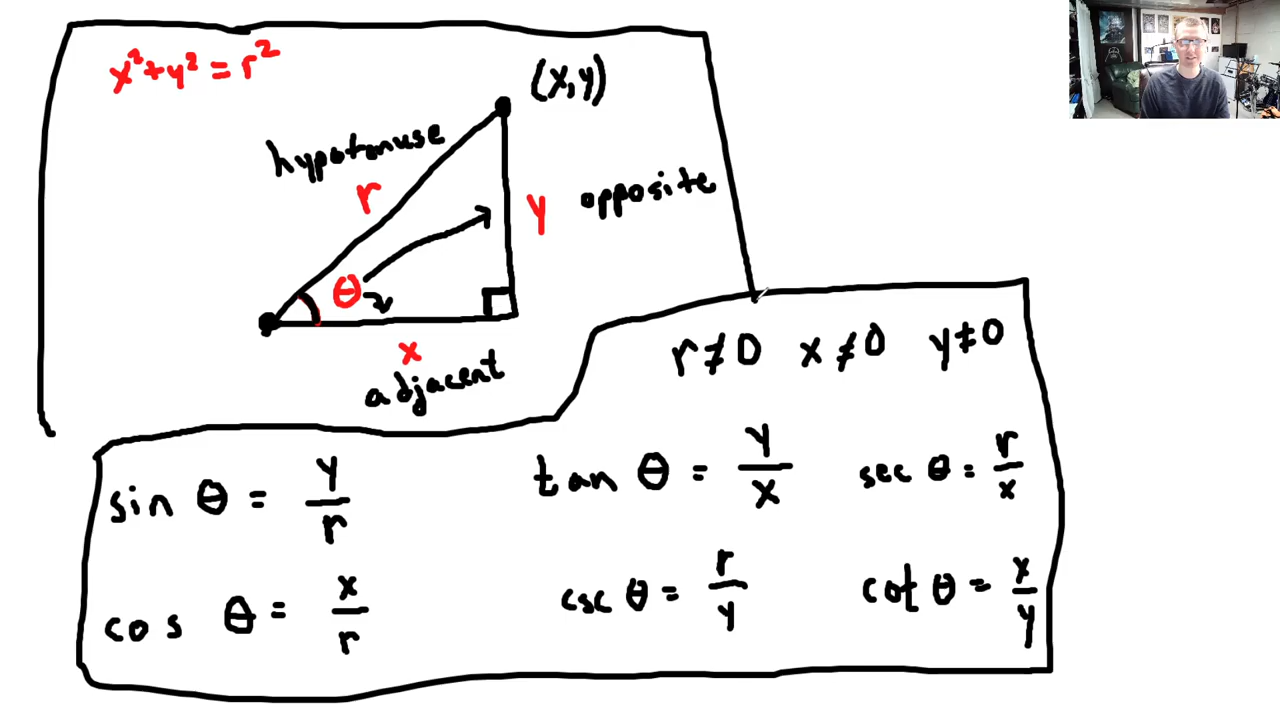 x² + y² = r²
(x, y)
hypotenuse
r
y opposite
θ
x
adjacent
r ≠ 0 x ≠ 0 y ≠ 0
sin θ = y/r
tan θ = y/x
sec θ = r/x
cos θ = x/r
csc θ = r/y
cot θ = x/y